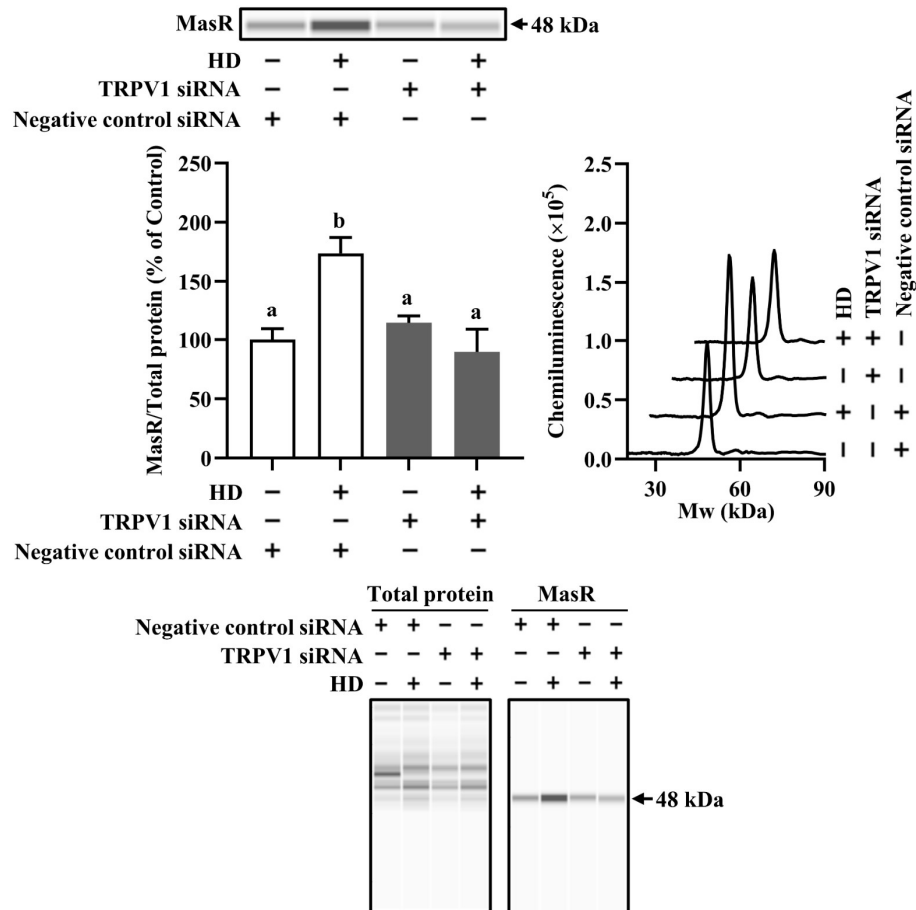 MasR ← 48 kDa
HD − + − +
TRPV1 siRNA − − + +
Negative control siRNA + + − −
MasR/Total protein (% of Control)
250
200
150
100
50
0
a b a a
HD − + − +
TRPV1 siRNA − − + +
Negative control siRNA + + − −
Chemiluminescence (×10⁵)
2.5
2.0
1.5
1.0
0.5
0.0
30 60 90
Mw (kDa)
HD
TRPV1 siRNA
Negative control siRNA
+ + −
− + −
+ − +
− − +
Total protein MasR
Negative control siRNA + + − − + + − −
TRPV1 siRNA − − + + − − + +
HD − + − + − + − +
← 48 kDa